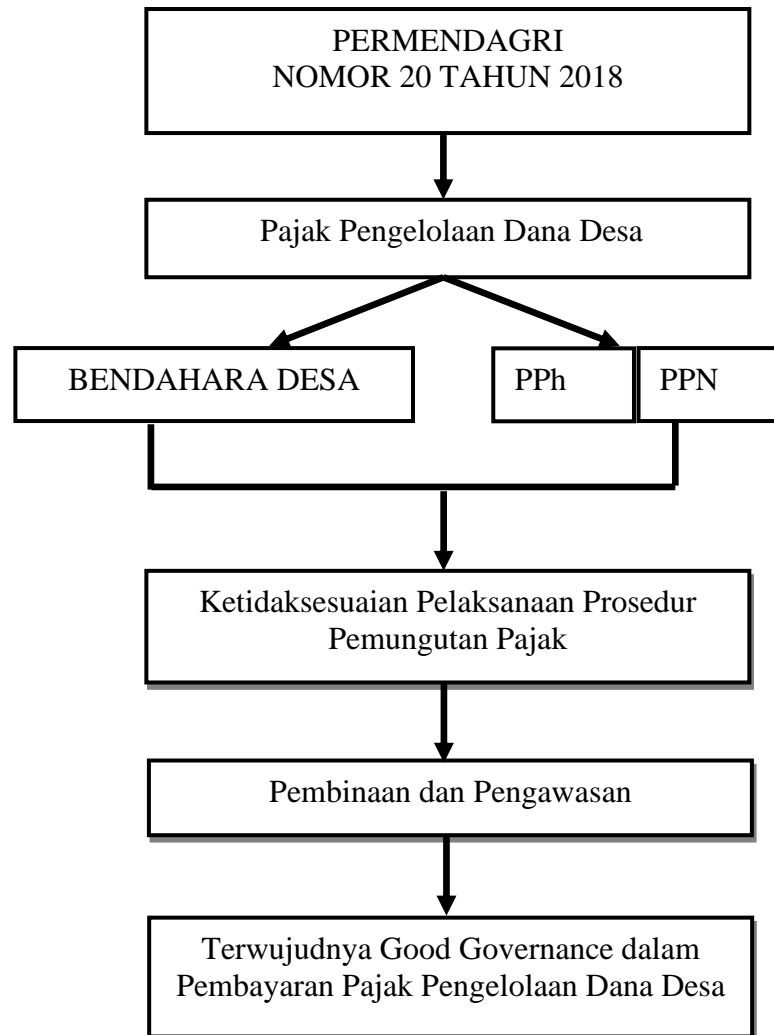 PERMENDAGRI
NOMOR 20 TAHUN 2018
Pajak Pengelolaan Dana Desa
BENDAHARA DESA
PPh
PPN
Ketidaksesuaian Pelaksanaan Prosedur
Pemungutan Pajak
Pembinaan dan Pengawasan
Terwujudnya Good Governance dalam
Pembayaran Pajak Pengelolaan Dana Desa